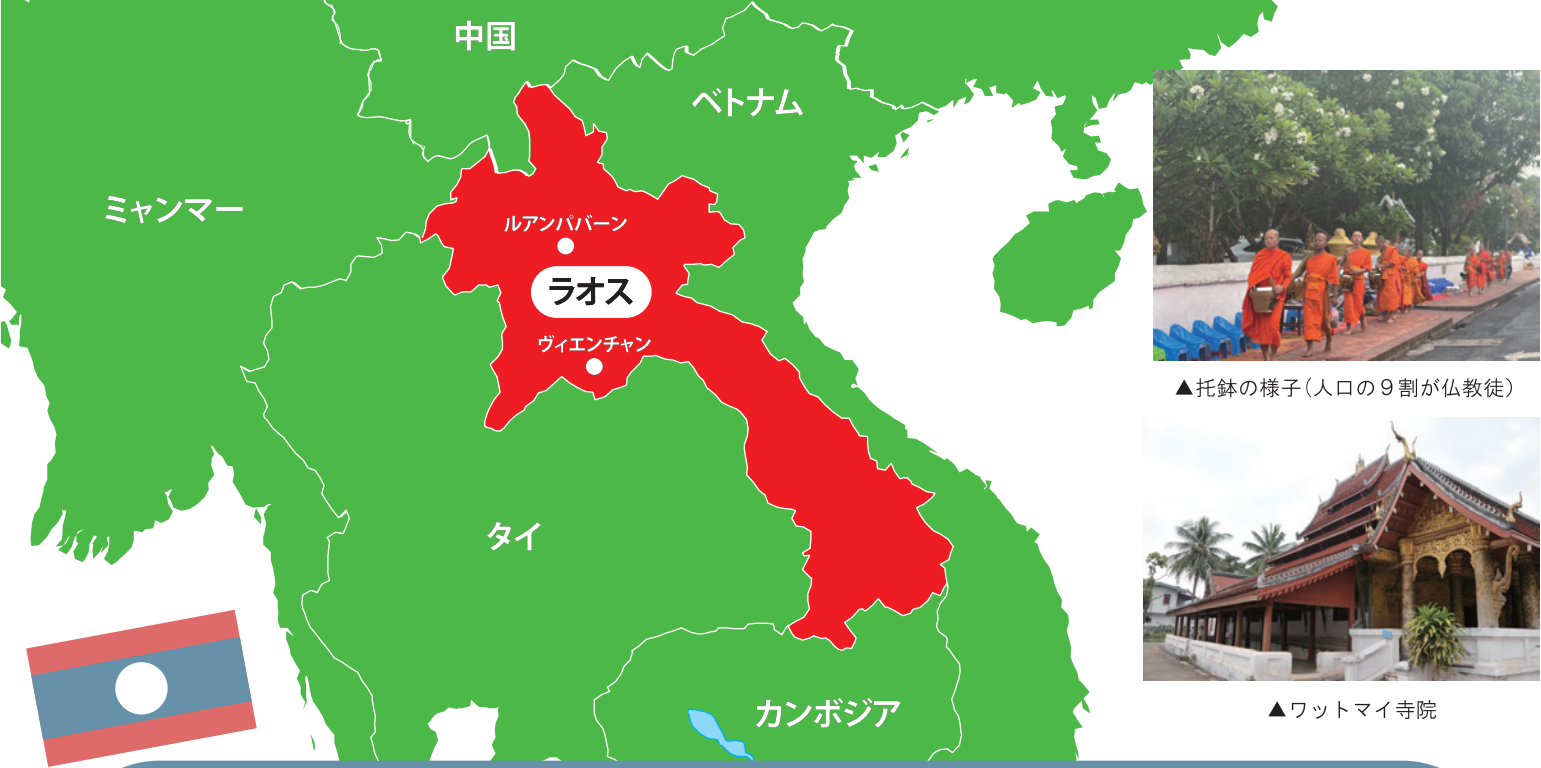 中国
ベトナム
ミャンマー
ルアンパバーン
ラオス
ヴィエンチャン
▲托鉢の様子(人口の9割が仏教徒)
タイ
カンボジア
▲ワットマイ寺院